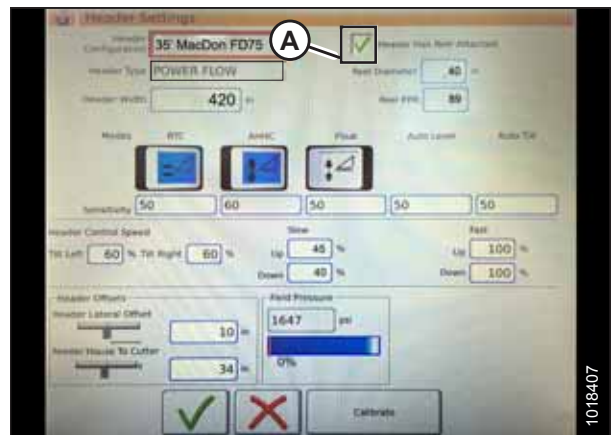 Header Settings
Header Configuration 35' MacDon FD75
A
Header Has Reel Attached
Header Type POWER FLOW
Reel Diameter 40 in
Header Width 420 in
Reel PPR 89
Modes RTC AHHC Float Auto Level Auto Tilt
Sensitivity 50 60 50 50 50
Header Control Speed
Slow
Fast
Tilt Left 60 % Tilt Right 60 %
Up 45 %
Up 100 %
Down 40 %
Down 100 %
Header Offsets
Field Pressure
Header Lateral Offset
10 in
1647 psi
Feeder House To Cutter
34 in
0%
Calibrate
1018407